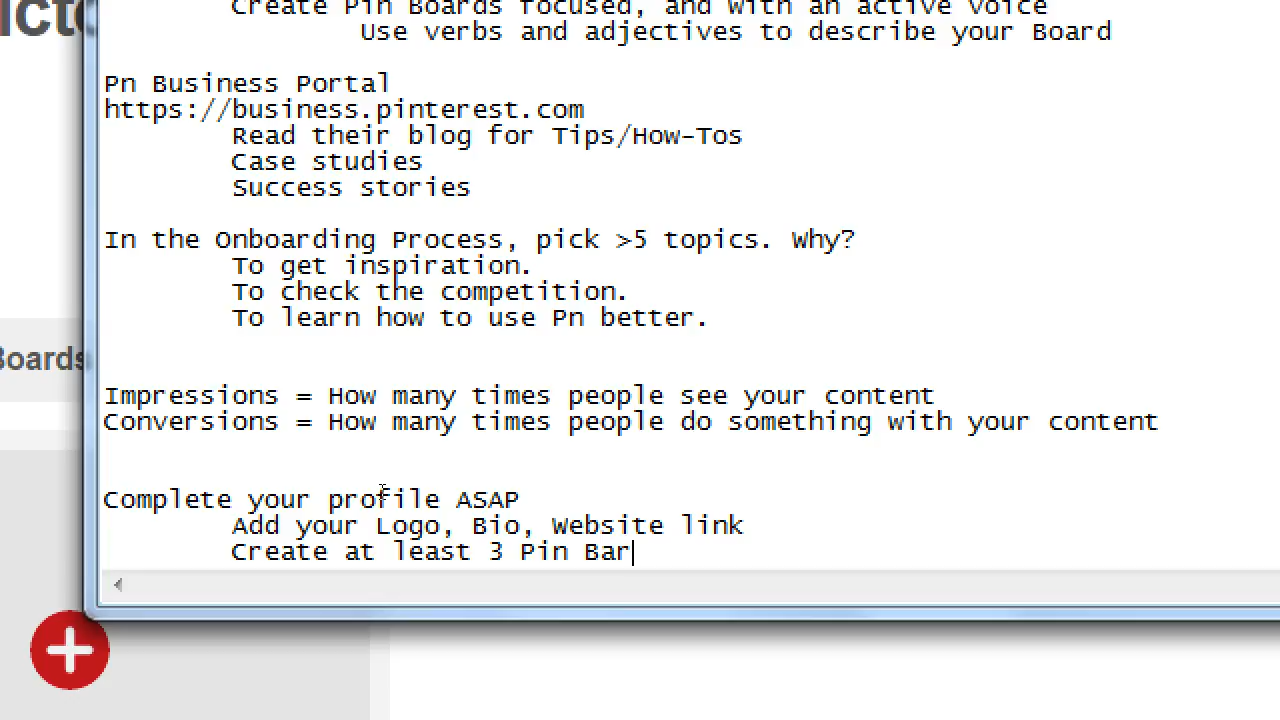 Create Pin Boards focused, and with an active voice
Use verbs and adjectives to describe your Board
Pn Business Portal
https://business.pinterest.com
Read their blog for Tips/How-Tos
Case studies
Success stories
In the Onboarding Process, pick >5 topics. Why?
To get inspiration.
To check the competition.
To learn how to use Pn better.
Boards
Impressions = How many times people see your content
Conversions = How many times people do something with your content
Complete your profile ASAP
Add your Logo, Bio, Website link
Create at least 3 Pin Bar